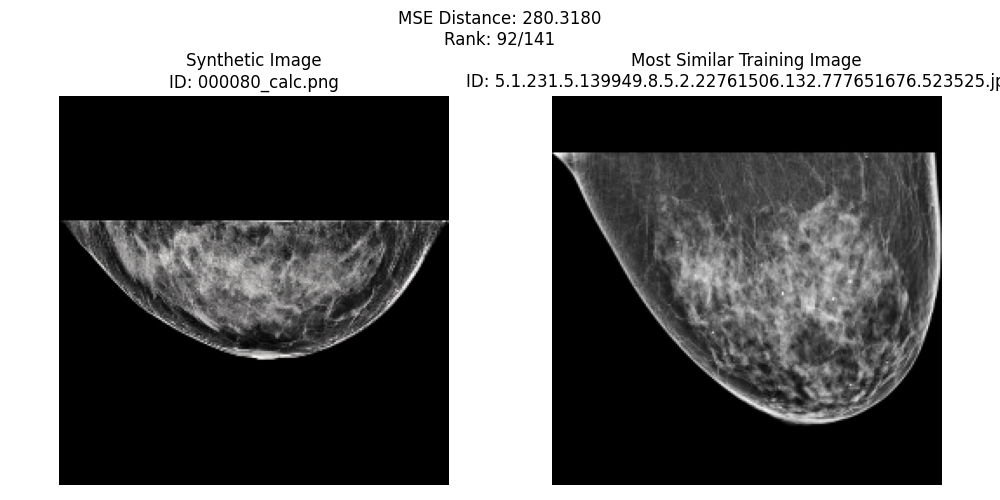 MSE Distance: 280.3180
Rank: 92/141
Synthetic Image
ID: 000080_calc.png
Most Similar Training Image
ID: 5.1.231.5.139949.8.5.2.22761506.132.777651676.523525.jp